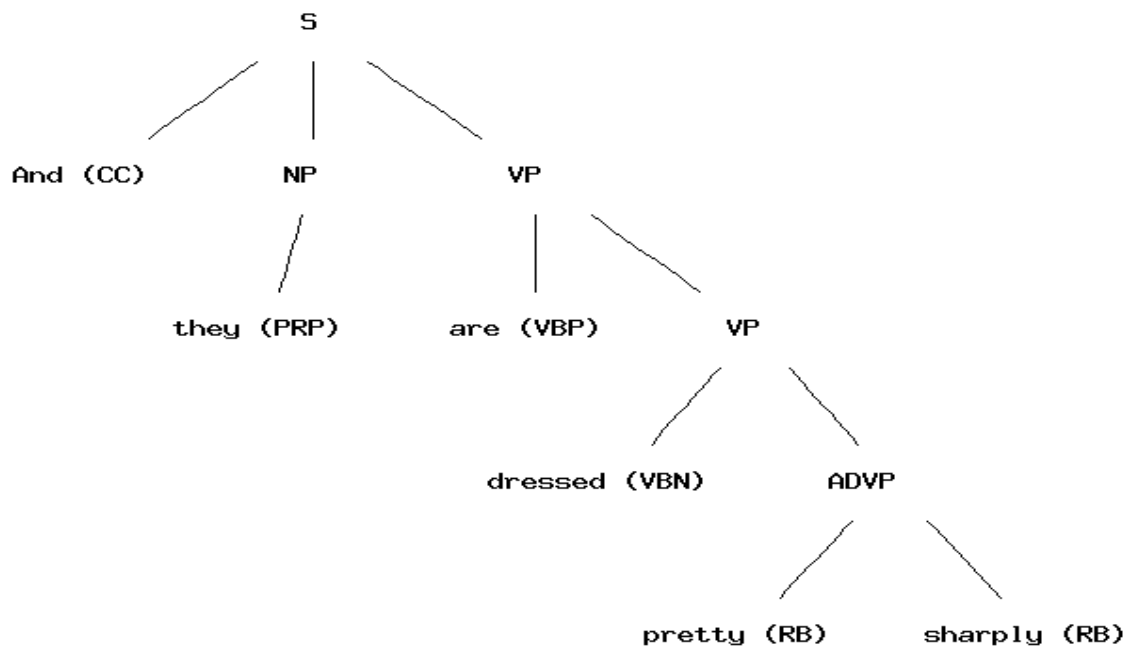 S
And (CC) NP VP
they (PRP) are (VBP) VP
dressed (VBN) ADVP
pretty (RB) sharply (RB)